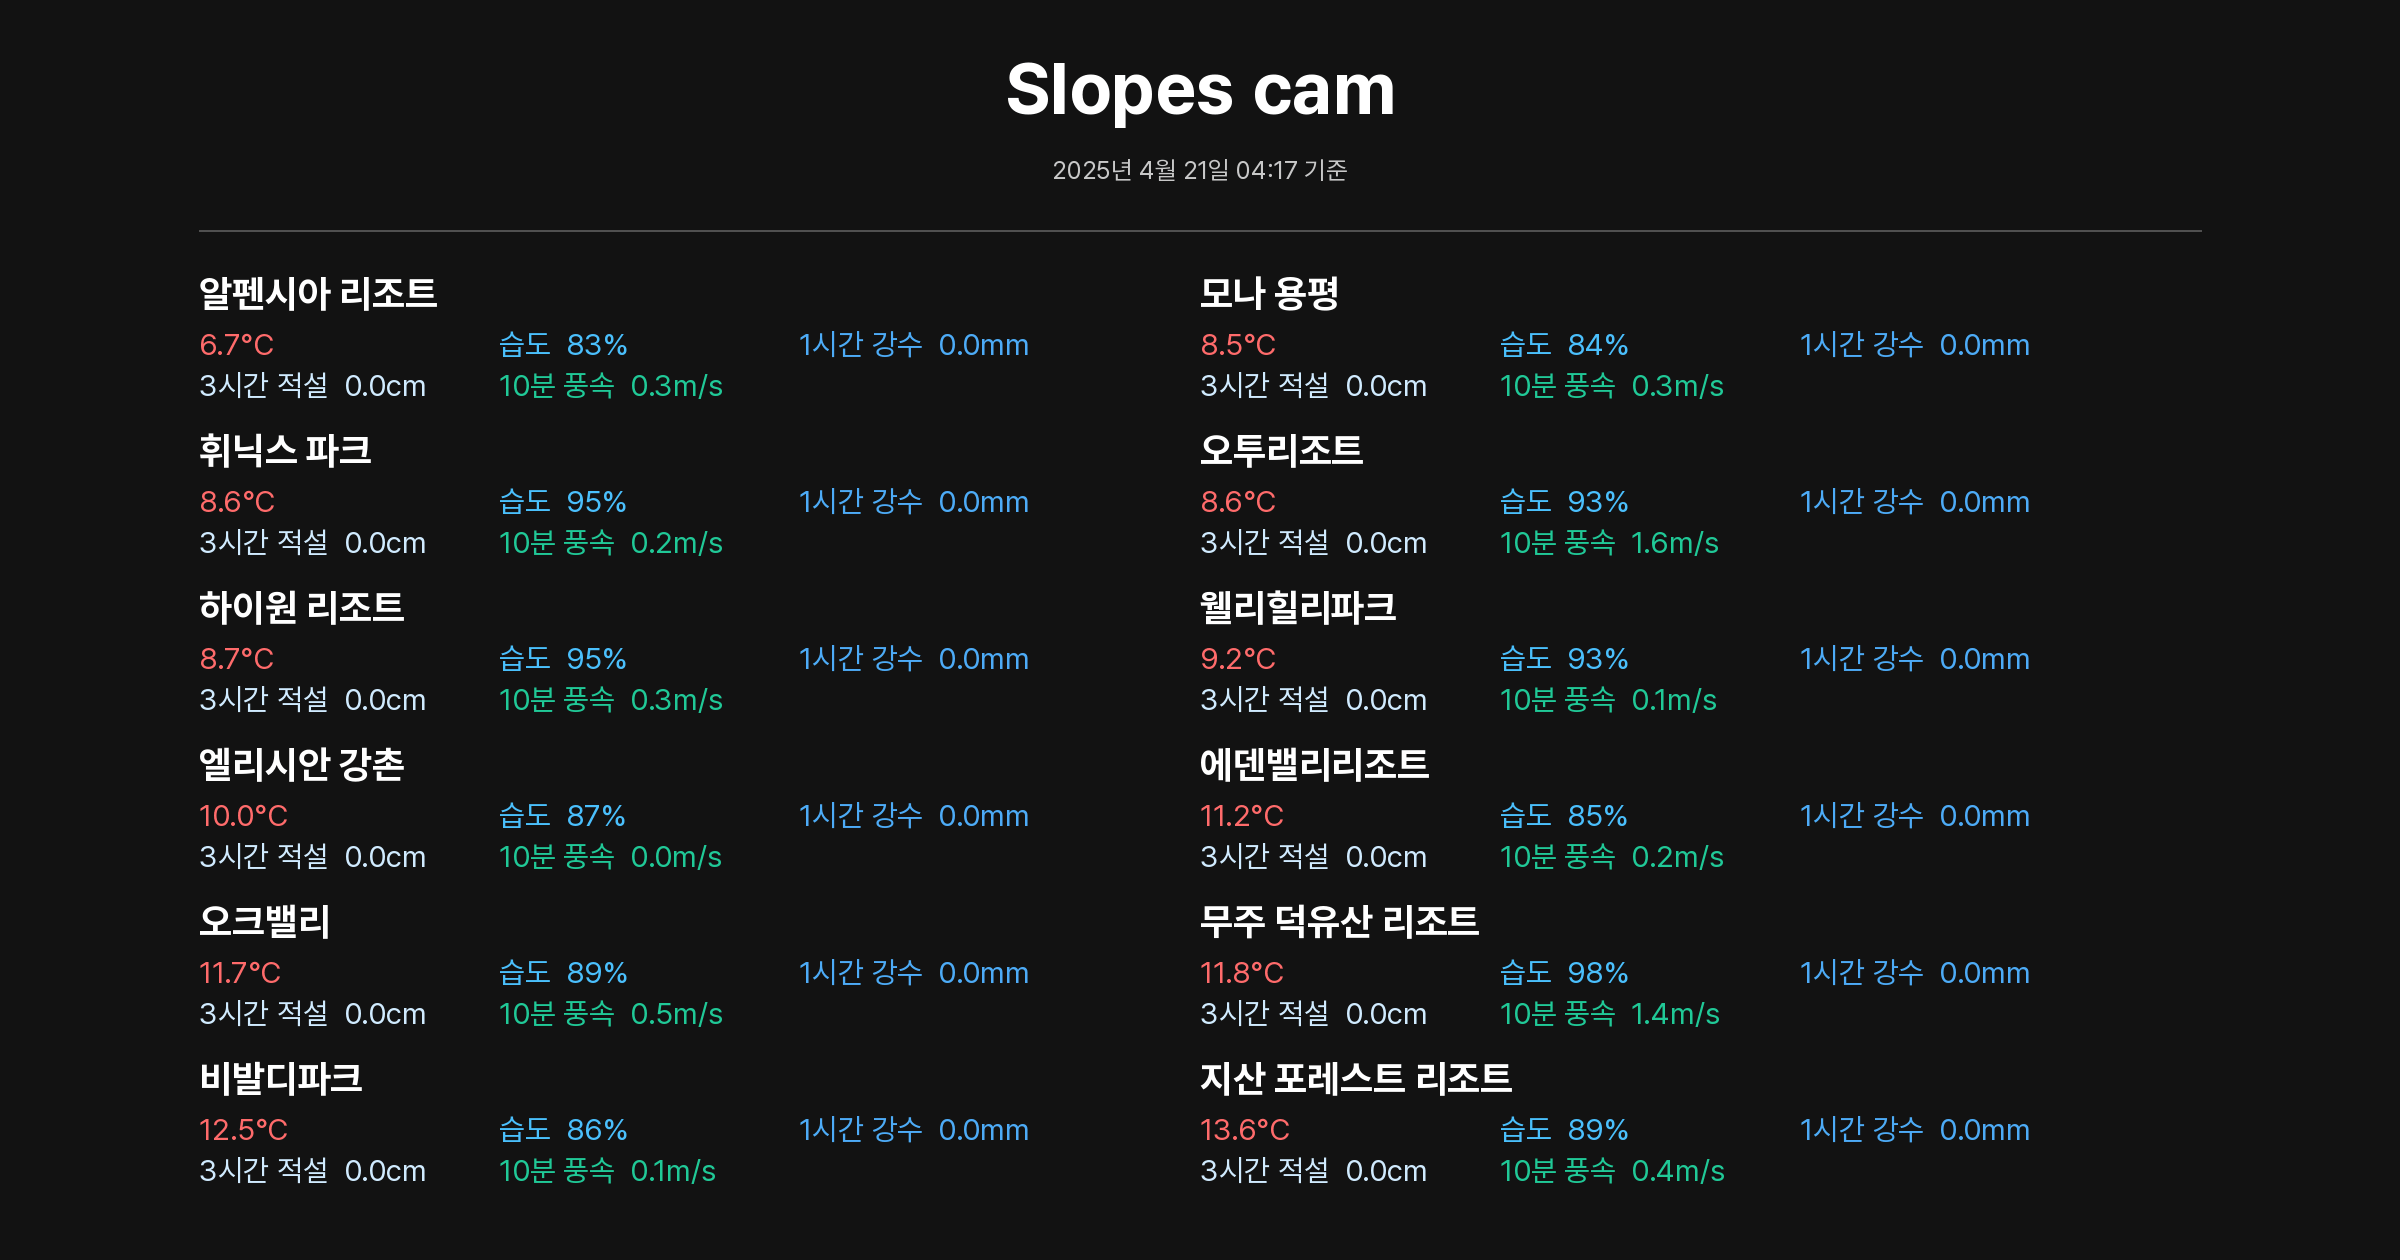 Slopes cam
2025년 4월 21일 04:17 기준
알펜시아 리조트
6.7°C 습도 83% 1시간 강수 0.0mm
3시간 적설 0.0cm 10분 풍속 0.3m/s
모나 용평
8.5°C 습도 84% 1시간 강수 0.0mm
3시간 적설 0.0cm 10분 풍속 0.3m/s
휘닉스 파크
8.6°C 습도 95% 1시간 강수 0.0mm
3시간 적설 0.0cm 10분 풍속 0.2m/s
오투리조트
8.6°C 습도 93% 1시간 강수 0.0mm
3시간 적설 0.0cm 10분 풍속 1.6m/s
하이원 리조트
8.7°C 습도 95% 1시간 강수 0.0mm
3시간 적설 0.0cm 10분 풍속 0.3m/s
웰리힐리파크
9.2°C 습도 93% 1시간 강수 0.0mm
3시간 적설 0.0cm 10분 풍속 0.1m/s
엘리시안 강촌
10.0°C 습도 87% 1시간 강수 0.0mm
3시간 적설 0.0cm 10분 풍속 0.0m/s
에덴밸리리조트
11.2°C 습도 85% 1시간 강수 0.0mm
3시간 적설 0.0cm 10분 풍속 0.2m/s
오크밸리
11.7°C 습도 89% 1시간 강수 0.0mm
3시간 적설 0.0cm 10분 풍속 0.5m/s
무주 덕유산 리조트
11.8°C 습도 98% 1시간 강수 0.0mm
3시간 적설 0.0cm 10분 풍속 1.4m/s
비발디파크
12.5°C 습도 86% 1시간 강수 0.0mm
3시간 적설 0.0cm 10분 풍속 0.1m/s
지산 포레스트 리조트
13.6°C 습도 89% 1시간 강수 0.0mm
3시간 적설 0.0cm 10분 풍속 0.4m/s